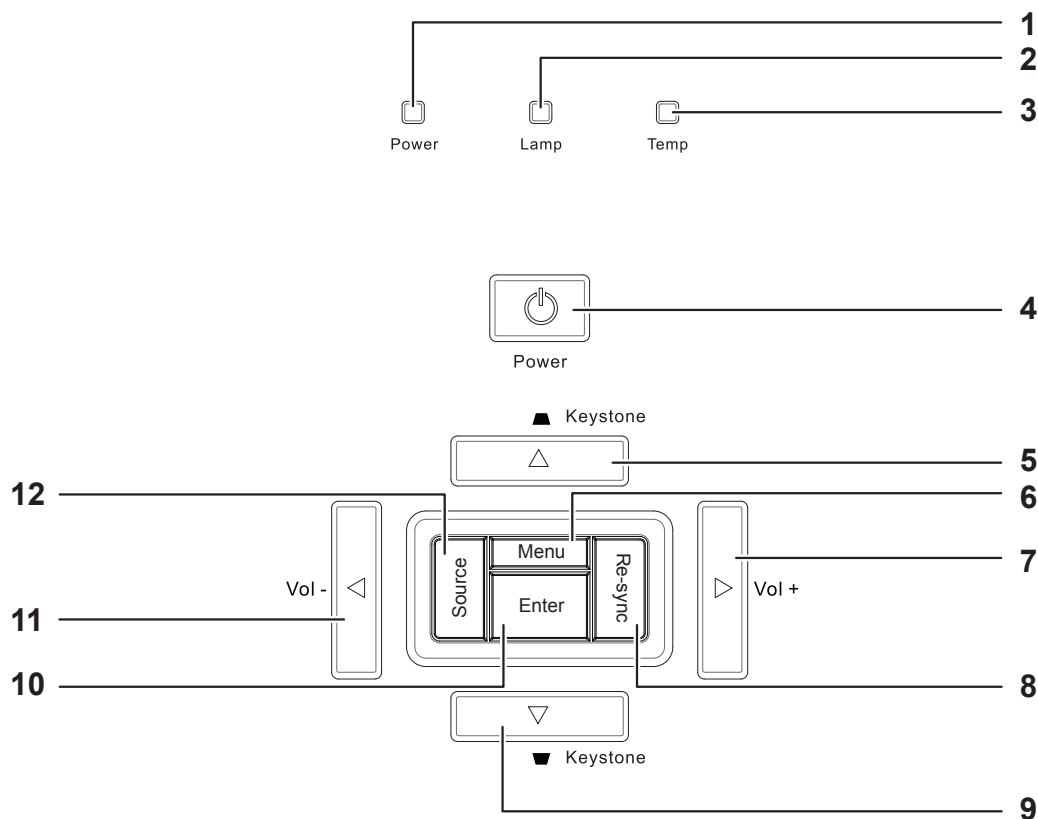 1
2
3
Power Lamp Temp
4
Power
Keystone
5
12
6
Menu
7
Source
Re-sync
Vol -
Enter
Vol +
11
10
8
Keystone
9